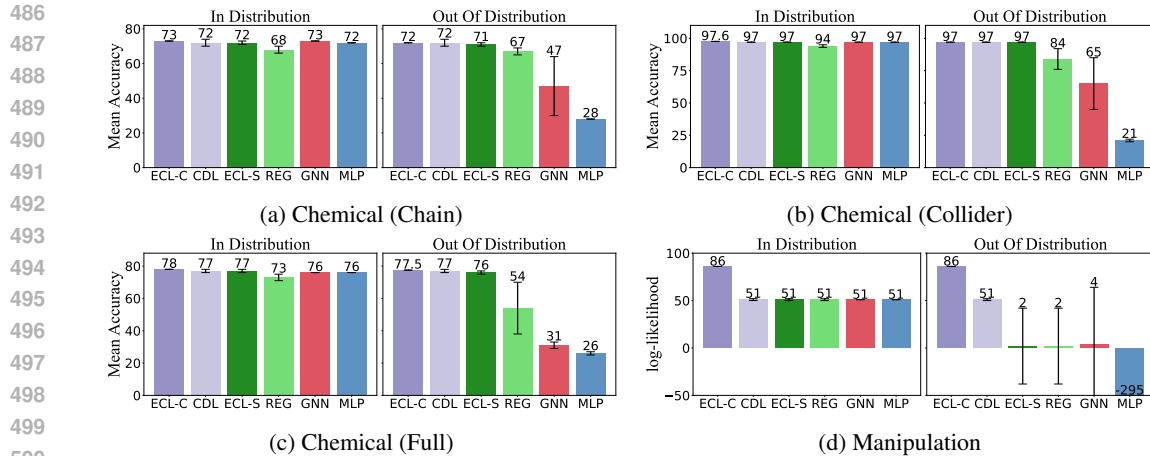 486
487
488
489
490
491
492
493
494
495
496
497
498
499
In Distribution Out Of Distribution
Mean Accuracy
80
60
40
20
0
73 72 72 68 73 72
72 72 71 67 47 28
ECL-C CDL ECL-S REG GNN MLP ECL-C CDL ECL-S REG GNN MLP
(a) Chemical (Chain)
In Distribution Out Of Distribution
Mean Accuracy
100
75
50
25
0
97.6 97 97 94 97 97
97 97 97 84 65 21
ECL-C CDL ECL-S REG GNN MLP ECL-C CDL ECL-S REG GNN MLP
(b) Chemical (Collider)
In Distribution Out Of Distribution
Mean Accuracy
80
60
40
20
0
78 77 77 73 76 76
77.5 77 76 54 31 26
ECL-C CDL ECL-S REG GNN MLP ECL-C CDL ECL-S REG GNN MLP
(c) Chemical (Full)
In Distribution Out Of Distribution
log-likelihood
100
50
0
−50
86 51 51 51 51 51
86 51 2 2 4 -295
ECL-C CDL ECL-S REG GNN MLP ECL-C CDL ECL-S REG GNN MLP
(d) Manipulation